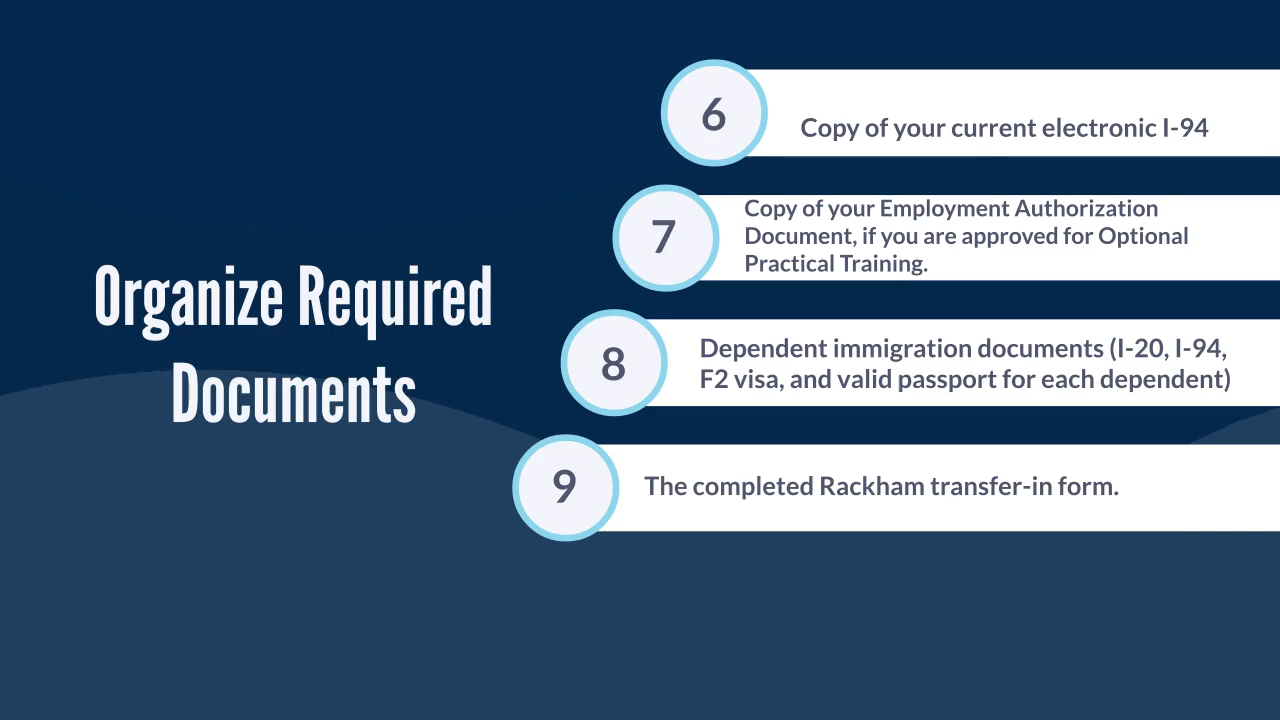 Organize Required
Documents
6
Copy of your current electronic I-94
7
Copy of your Employment Authorization
Document, if you are approved for Optional
Practical Training.
8
Dependent immigration documents (I-20, I-94,
F2 visa, and valid passport for each dependent)
9
The completed Rackham transfer-in form.